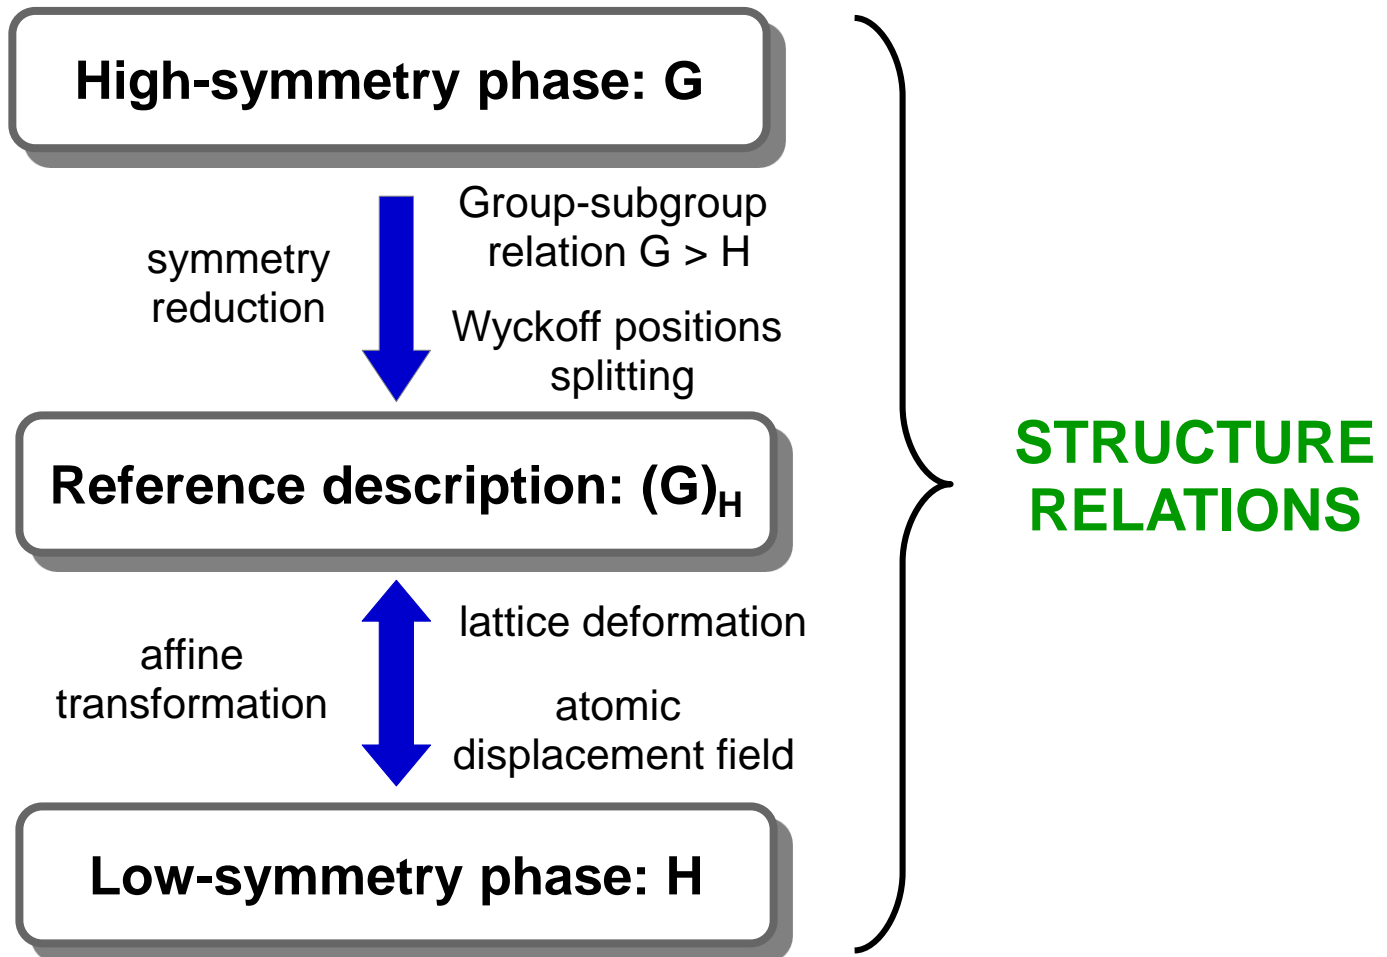 High-symmetry phase: G
symmetry
reduction
Group-subgroup
relation G > H
Wyckoff positions
splitting
Reference description: (G)H
STRUCTURE
RELATIONS
affine
transformation
lattice deformation
atomic
displacement field
Low-symmetry phase: H